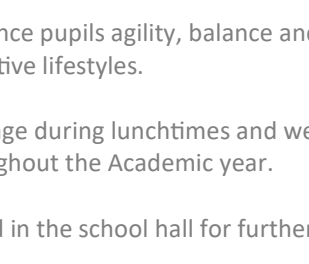 nce pupils agility, balance and
tive lifestyles.
ge during lunchtimes and we
ghout the Academic year.
l in the school hall for further